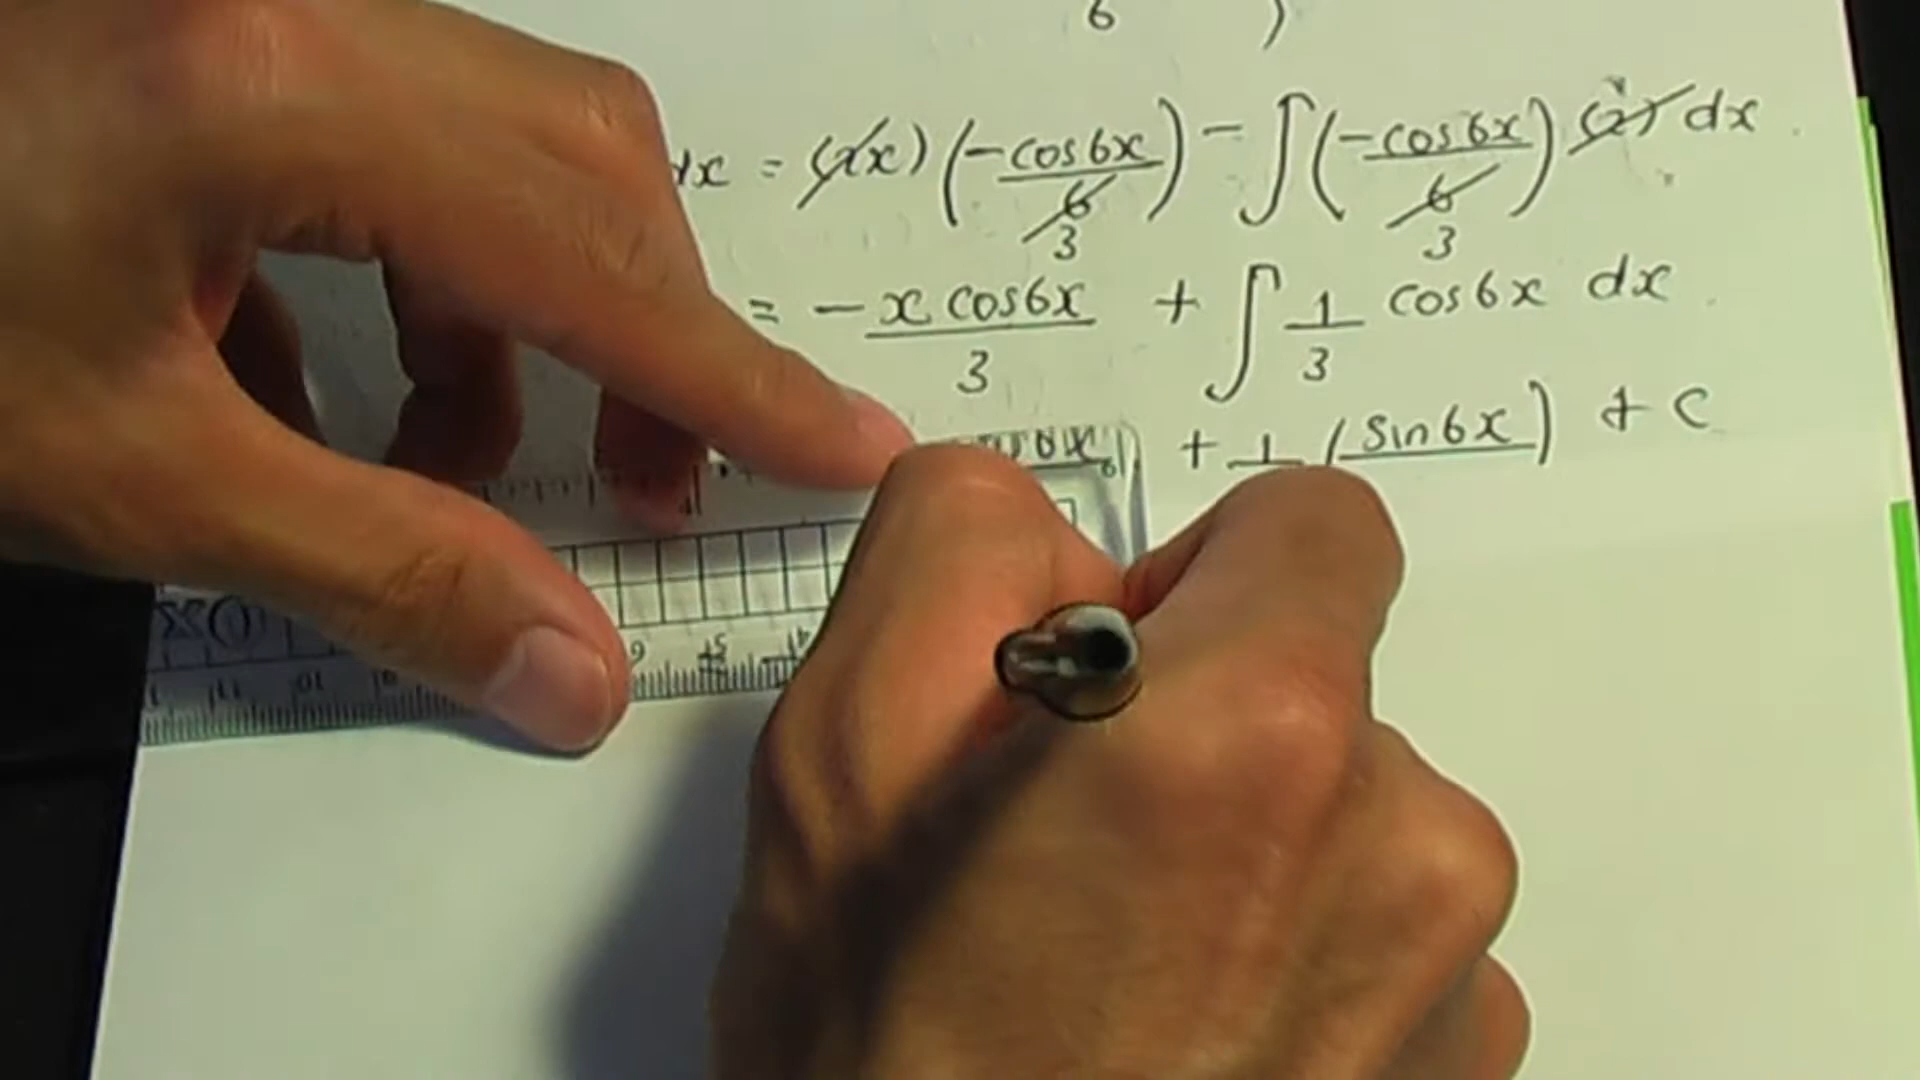 6 )
dx = (2x) (-cos6x/6 3) - ∫ (-cos6x/6 3) (2) dx
= - x cos6x/3 + ∫ 1/3 cos6x dx
+ 1 (sin6x) + c